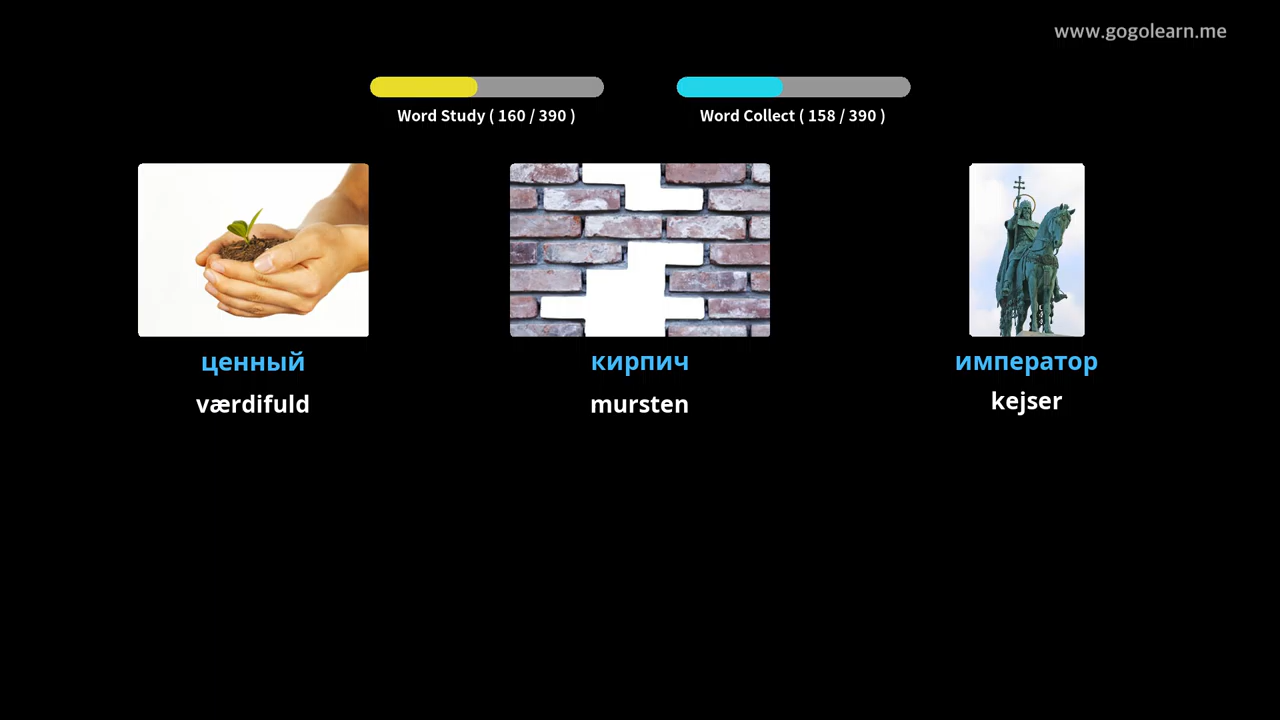 www.gogolearn.me
Word Study ( 160 / 390 )
Word Collect ( 158 / 390 )
ценный
кирпич
император
værdifuld
mursten
kejser